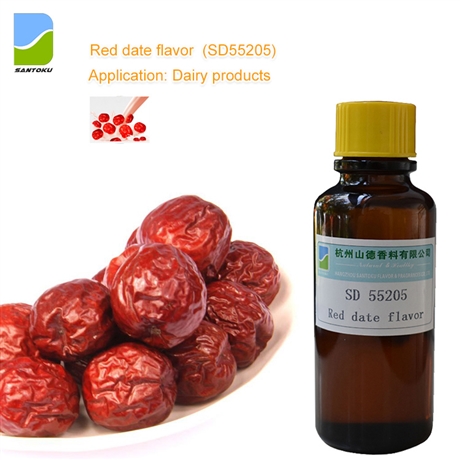 SANTOKU
Red date flavor (SD55205)
Application: Dairy products
杭州山德香料有限公司
SD 55205
Red date flavor